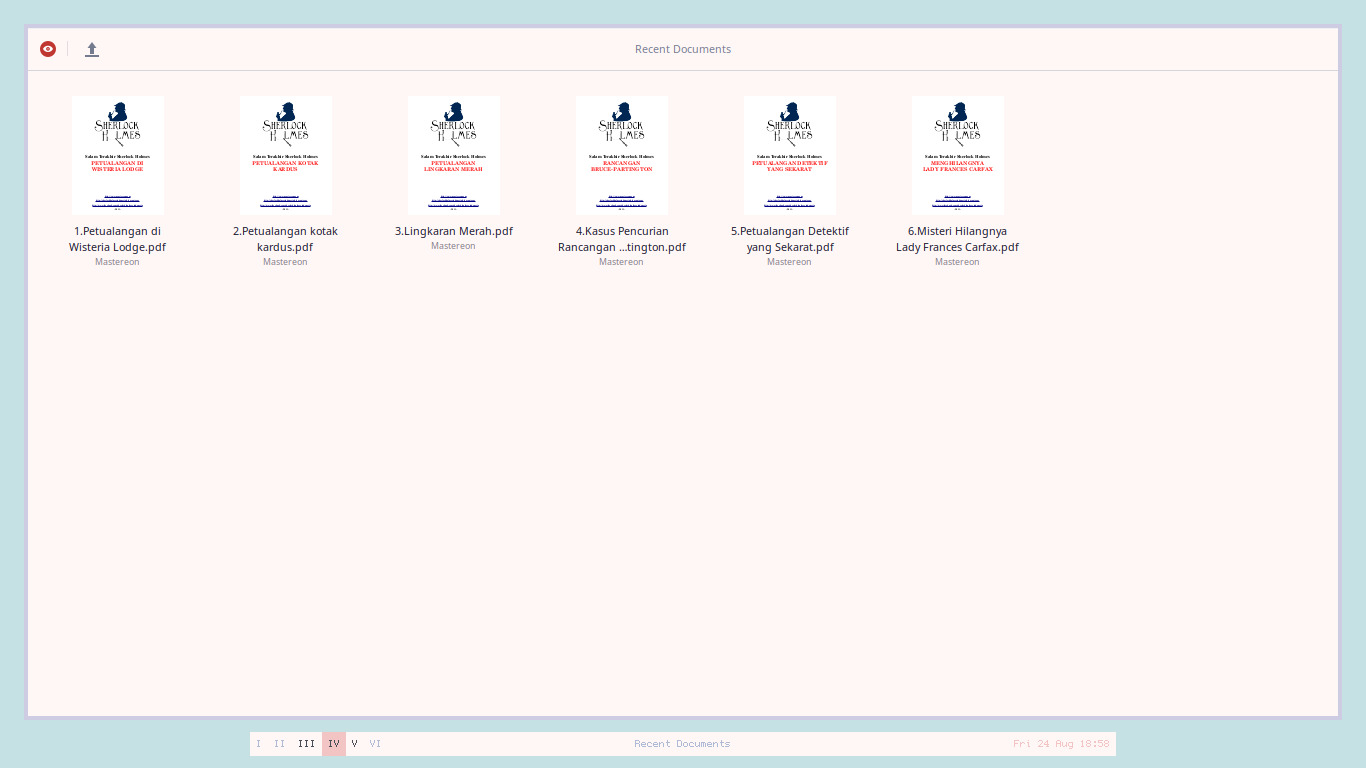 Recent Documents
SHERLOCK
HOLMES
Salam Terakhir Sherlock Holmes
PETUALANGAN DI
WISTERIA LODGE
SHERLOCK
HOLMES
Salam Terakhir Sherlock Holmes
PETUALANGAN KOTAK
KARDUS
SHERLOCK
HOLMES
Salam Terakhir Sherlock Holmes
PETUALANGAN
LINGKARAN MERAH
SHERLOCK
HOLMES
Salam Terakhir Sherlock Holmes
RANCANGAN
BRUCE-PARTINGTON
SHERLOCK
HOLMES
Salam Terakhir Sherlock Holmes
PETUALANGAN DETEKTIF
YANG SEKARAT
SHERLOCK
HOLMES
Salam Terakhir Sherlock Holmes
MENGHILANGNYA
LADY FRANCES CARFAX
1.Petualangan di
Wisteria Lodge.pdf
Mastereon
2.Petualangan kotak
kardus.pdf
Mastereon
3.Lingkaran Merah.pdf
Mastereon
4.Kasus Pencurian
Rancangan ...tington.pdf
Mastereon
5.Petualangan Detektif
yang Sekarat.pdf
Mastereon
6.Misteri Hilangnya
Lady Frances Carfax.pdf
Mastereon
I II III IV V VI
Recent Documents
Fri 24 Aug 18:58